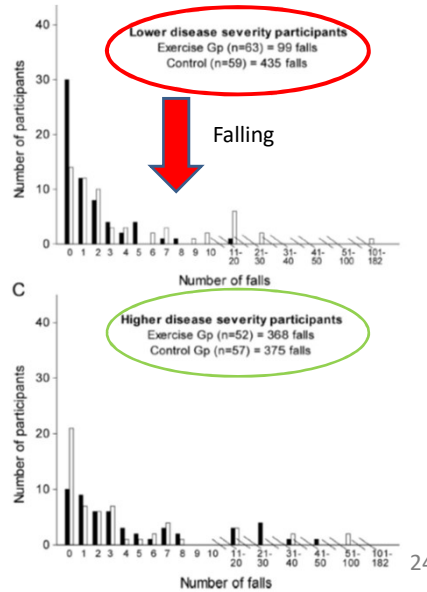 Lower disease severity participants
Exercise Gp (n=63) = 99 falls
Control (n=59) = 435 falls
Falling
Number of participants
40
30
20
10
0
0 1 2 3 4 5 6 7 8 9 10 11-20 21-30 31-40 41-50 51-100 101-182
Number of falls
C
Higher disease severity participants
Exercise Gp (n=52) = 368 falls
Control Gp (n=57) = 375 falls
Number of participants
40
30
20
10
0
0 1 2 3 4 5 6 7 8 9 10 11-20 21-30 31-40 41-50 51-100 101-182
Number of falls
24